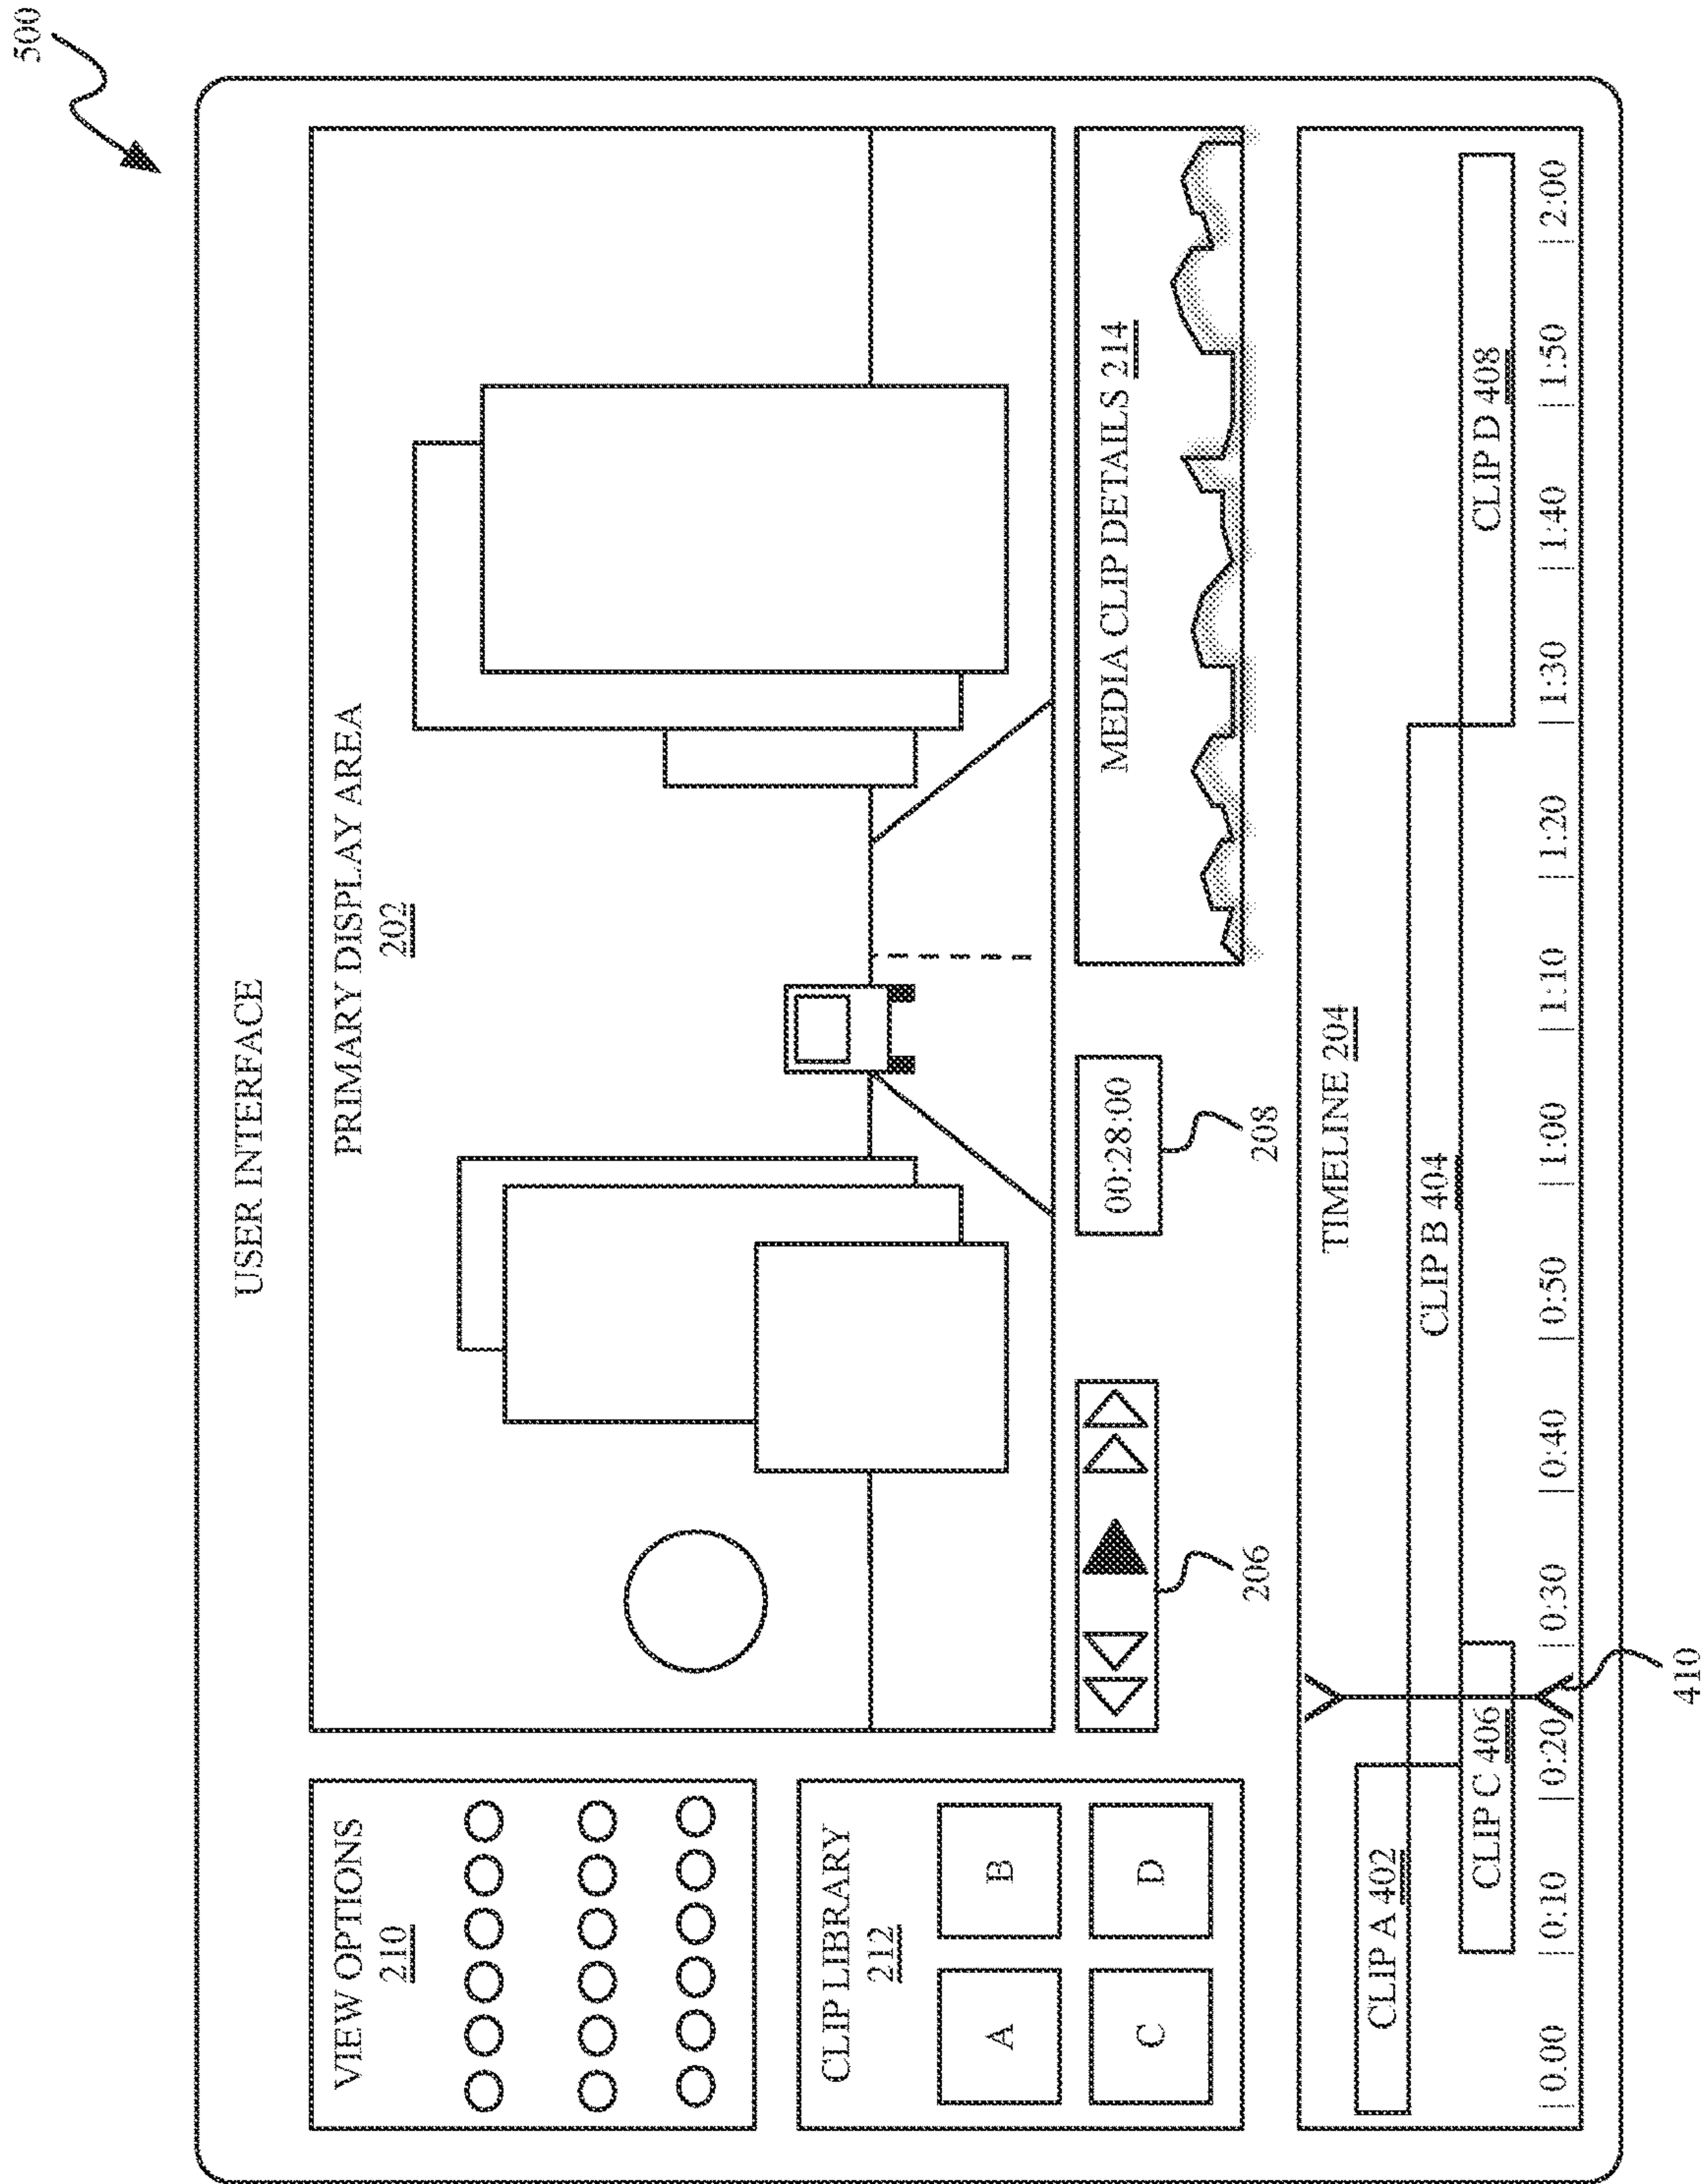 500
USER INTERFACE
VIEW OPTIONS
210
PRIMARY DISPLAY AREA
202
CLIP LIBRARY
212
A
B
C
D
206
00:28:00
208
MEDIA CLIP DETAILS 214
TIMELINE 204
CLIP A 402
CLIP B 404
CLIP C 406
CLIP D 408
0:00
0:10
0:20
0:30
0:40
0:50
1:00
1:10
1:20
1:30
1:40
1:50
2:00
410